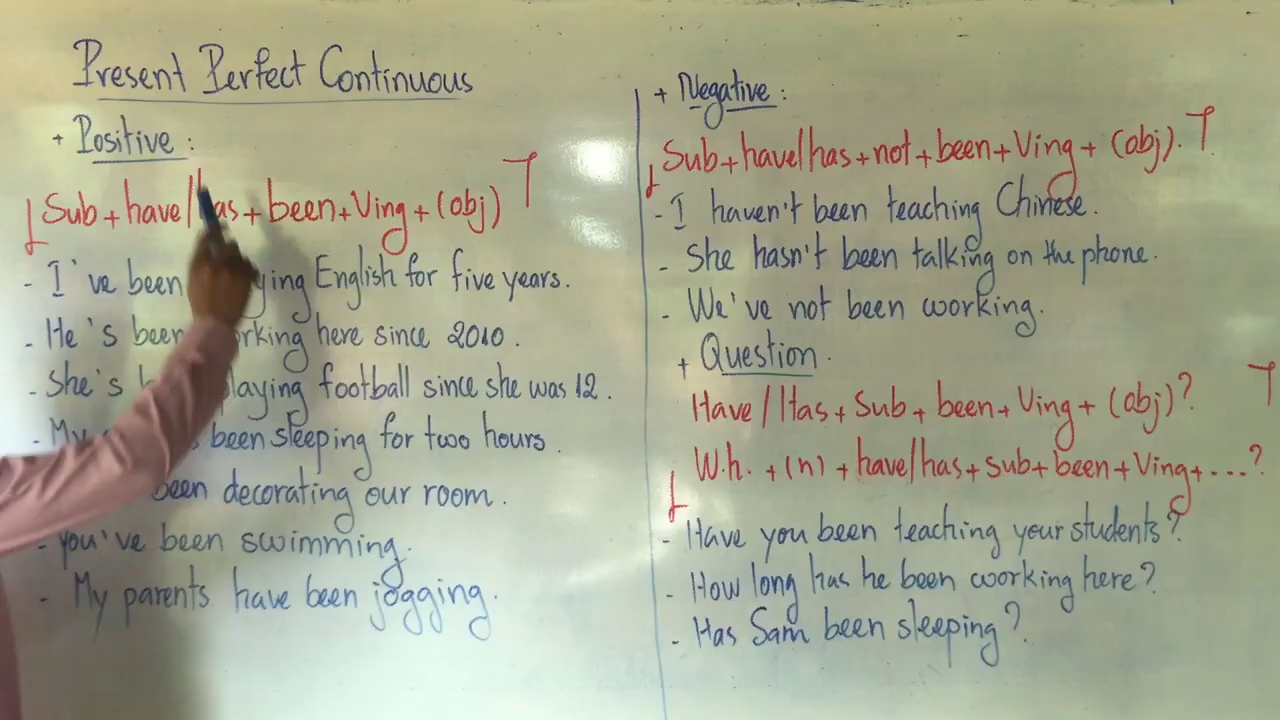 Present Perfect Continuous
+ Positive :
Sub + have/has + been + Ving + (obj)
- I've been English for five years.
- He's been working here since 2010.
- She's playing football since she was 12.
- My been sleeping for two hours.
been decorating our room.
- You've been swimming.
- My parents have been jogging.
+ Negative :
Sub + have/has + not + been + Ving + (obj).
- I haven't been teaching Chinese.
- She hasn't been talking on the phone.
- We've not been working.
+ Question.
Have/Has + Sub + been + Ving + (obj)?
W.h. + (n) + have/has + sub + been + Ving + ...?
- Have you been teaching your students?
- How long has he been working here?
- Has Sam been sleeping?